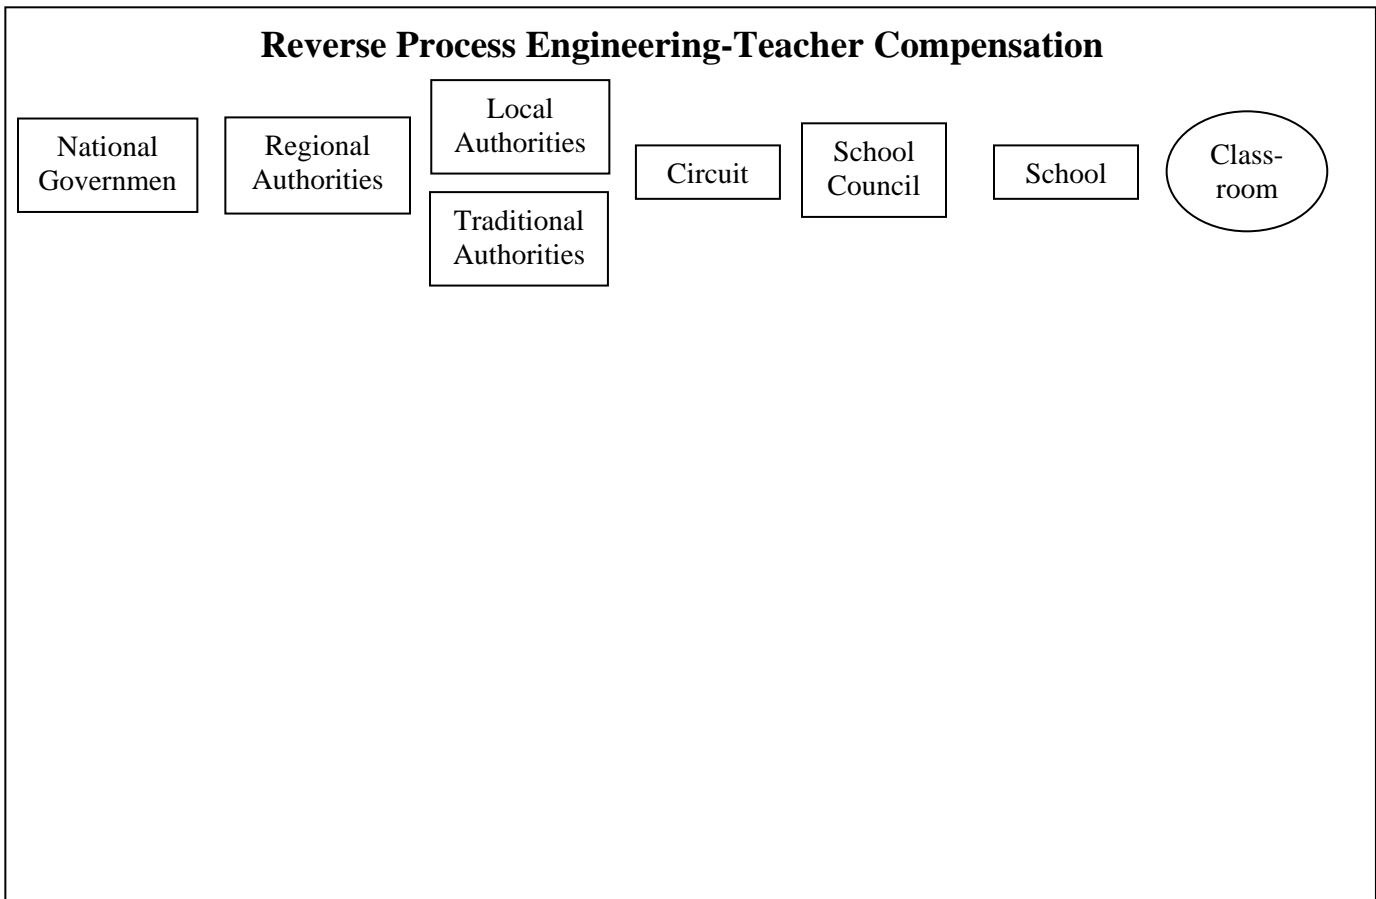 Reverse Process Engineering-Teacher Compensation
National
Governmen
Regional
Authorities
Local
Authorities
Traditional
Authorities
Circuit
School
Council
School
Class-
room